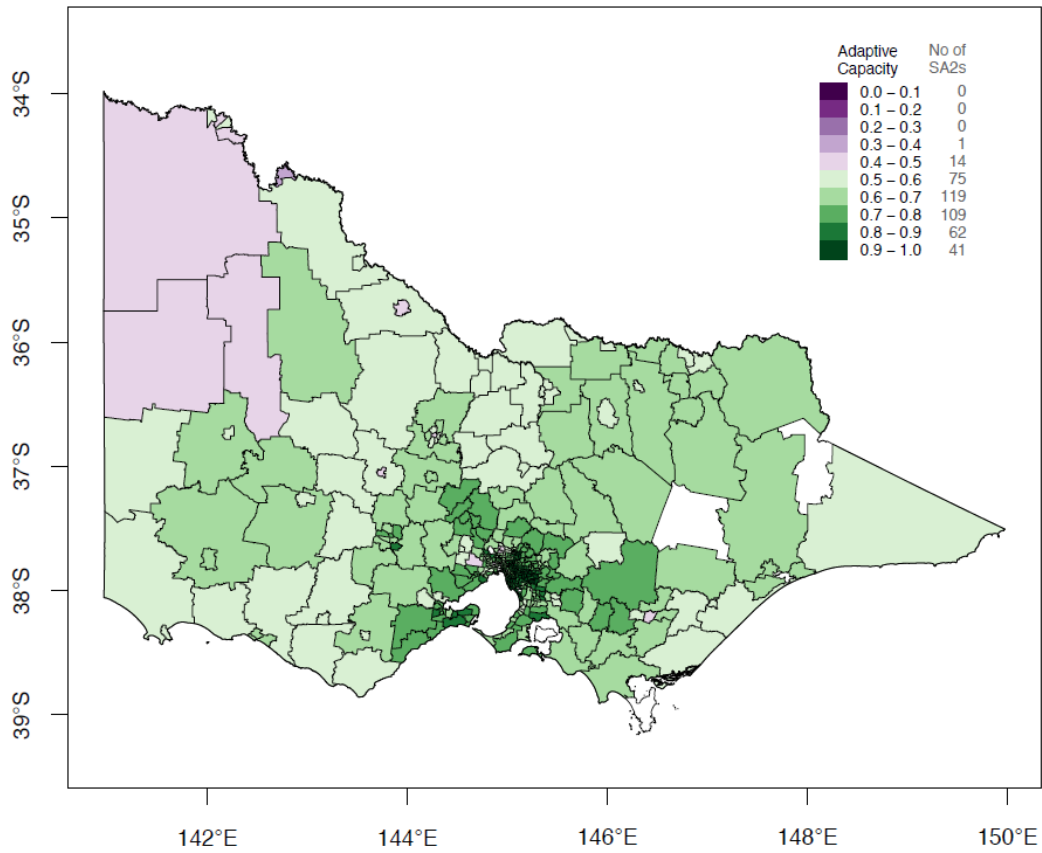 Adaptive No of
Capacity SA2s
0.0 – 0.1 0
0.1 – 0.2 0
0.2 – 0.3 0
0.3 – 0.4 1
0.4 – 0.5 14
0.5 – 0.6 75
0.6 – 0.7 119
0.7 – 0.8 109
0.8 – 0.9 62
0.9 – 1.0 41
34°S
35°S
36°S
37°S
38°S
39°S
142°E 144°E 146°E 148°E 150°E